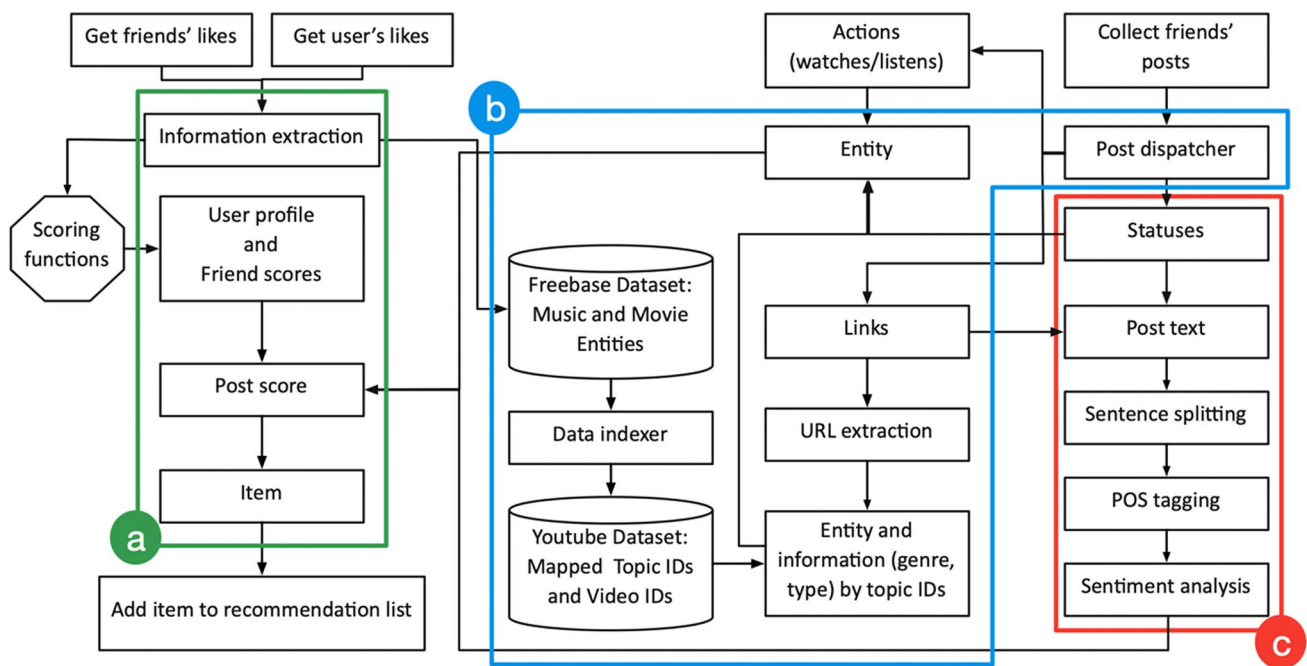 Get friends' likes
Get user's likes
Actions
(watches/listens)
Collect friends'
posts
b
Information extraction
Entity
Post dispatcher
Scoring
functions
User profile
and
Friend scores
Statuses
Freebase Dataset:
Music and Movie
Entities
Links
Post text
Post score
Data indexer
URL extraction
Sentence splitting
Item
POS tagging
a
Youtube Dataset:
Mapped Topic IDs
and Video IDs
Entity and
information (genre,
type) by topic IDs
Sentiment analysis
Add item to recommendation list
c